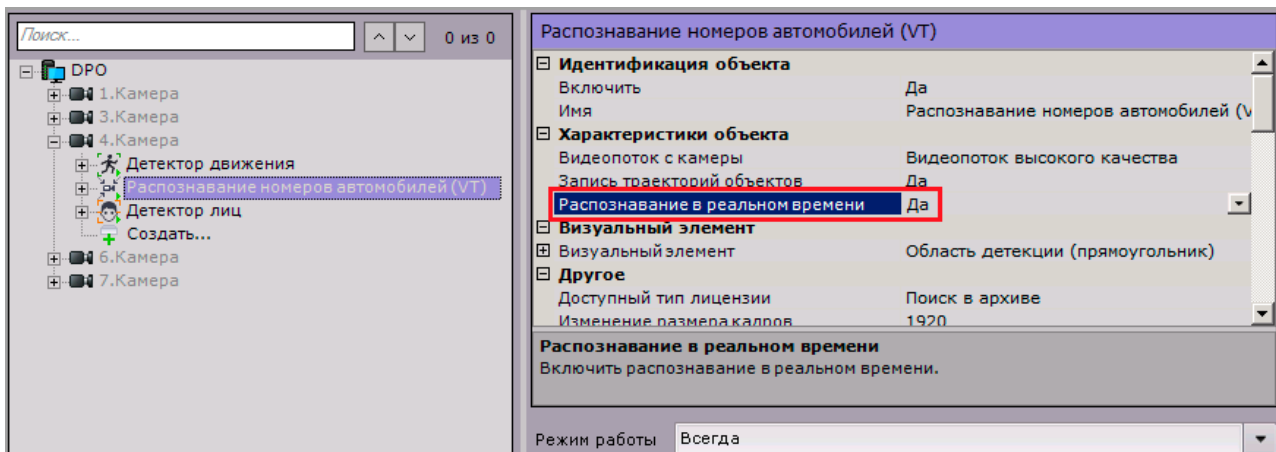 Поиск...
0 из 0
DPO
1.Камера
3.Камера
4.Камера
Детектор движения
Распознавание номеров автомобилей (VT)
Детектор лиц
Создать...
6.Камера
7.Камера
Распознавание номеров автомобилей (VT)
Идентификация объекта
Включить Да
Имя Распознавание номеров автомобилей (V
Характеристики объекта
Видеопоток с камеры Видеопоток высокого качества
Запись траекторий объектов Да
Распознавание в реальном времени Да
Визуальный элемент
Визуальный элемент Область детекции (прямоугольник)
Другое
Доступный тип лицензии Поиск в архиве
Изменение размера кадров 1920
Распознавание в реальном времени
Включить распознавание в реальном времени.
Режим работы Всегда